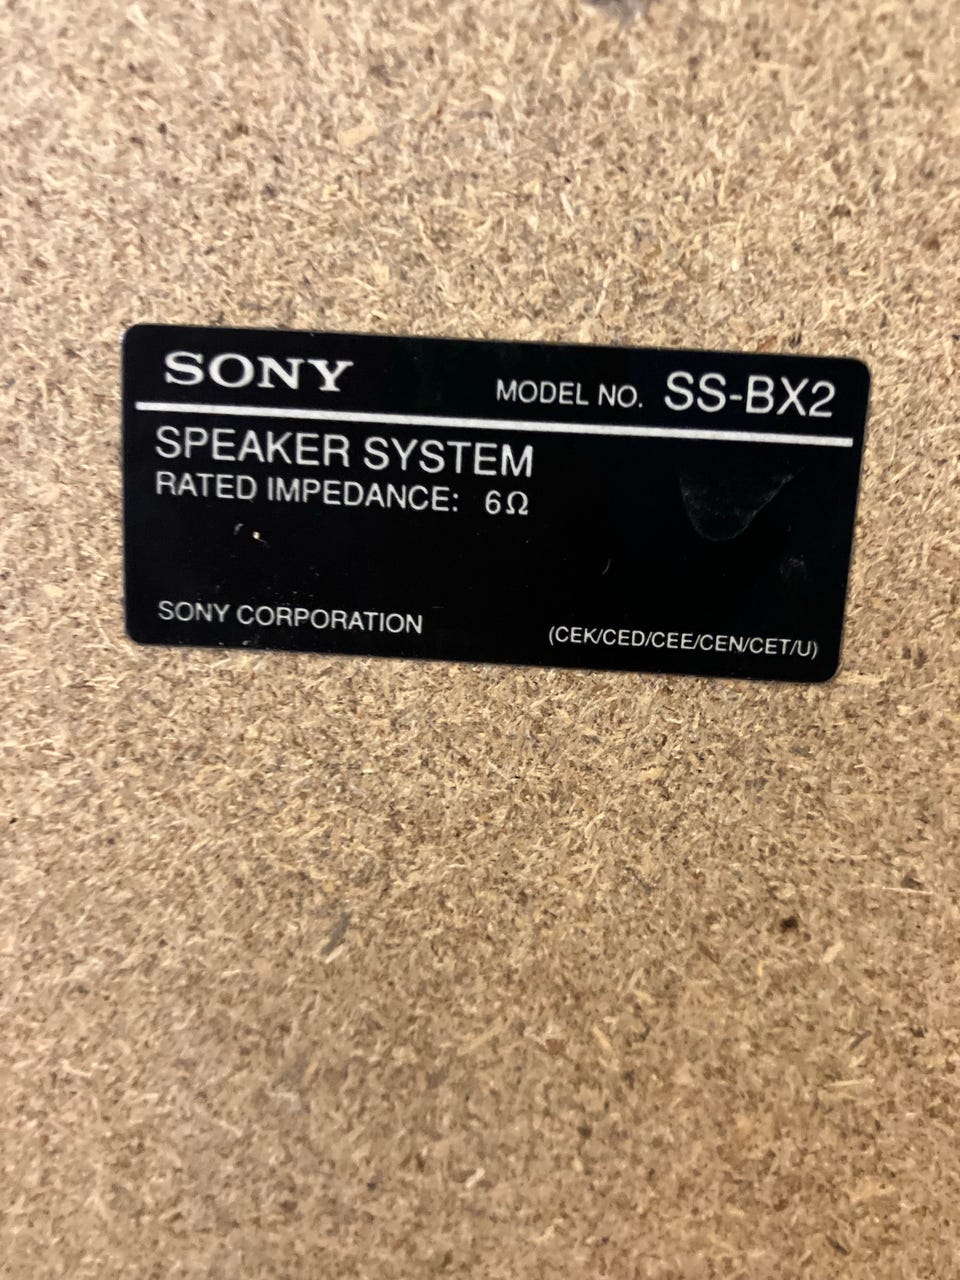 SONY MODEL NO. SS-BX2
SPEAKER SYSTEM
RATED IMPEDANCE: 6Ω
SONY CORPORATION (CEK/CED/CEE/CEN/CET/U)